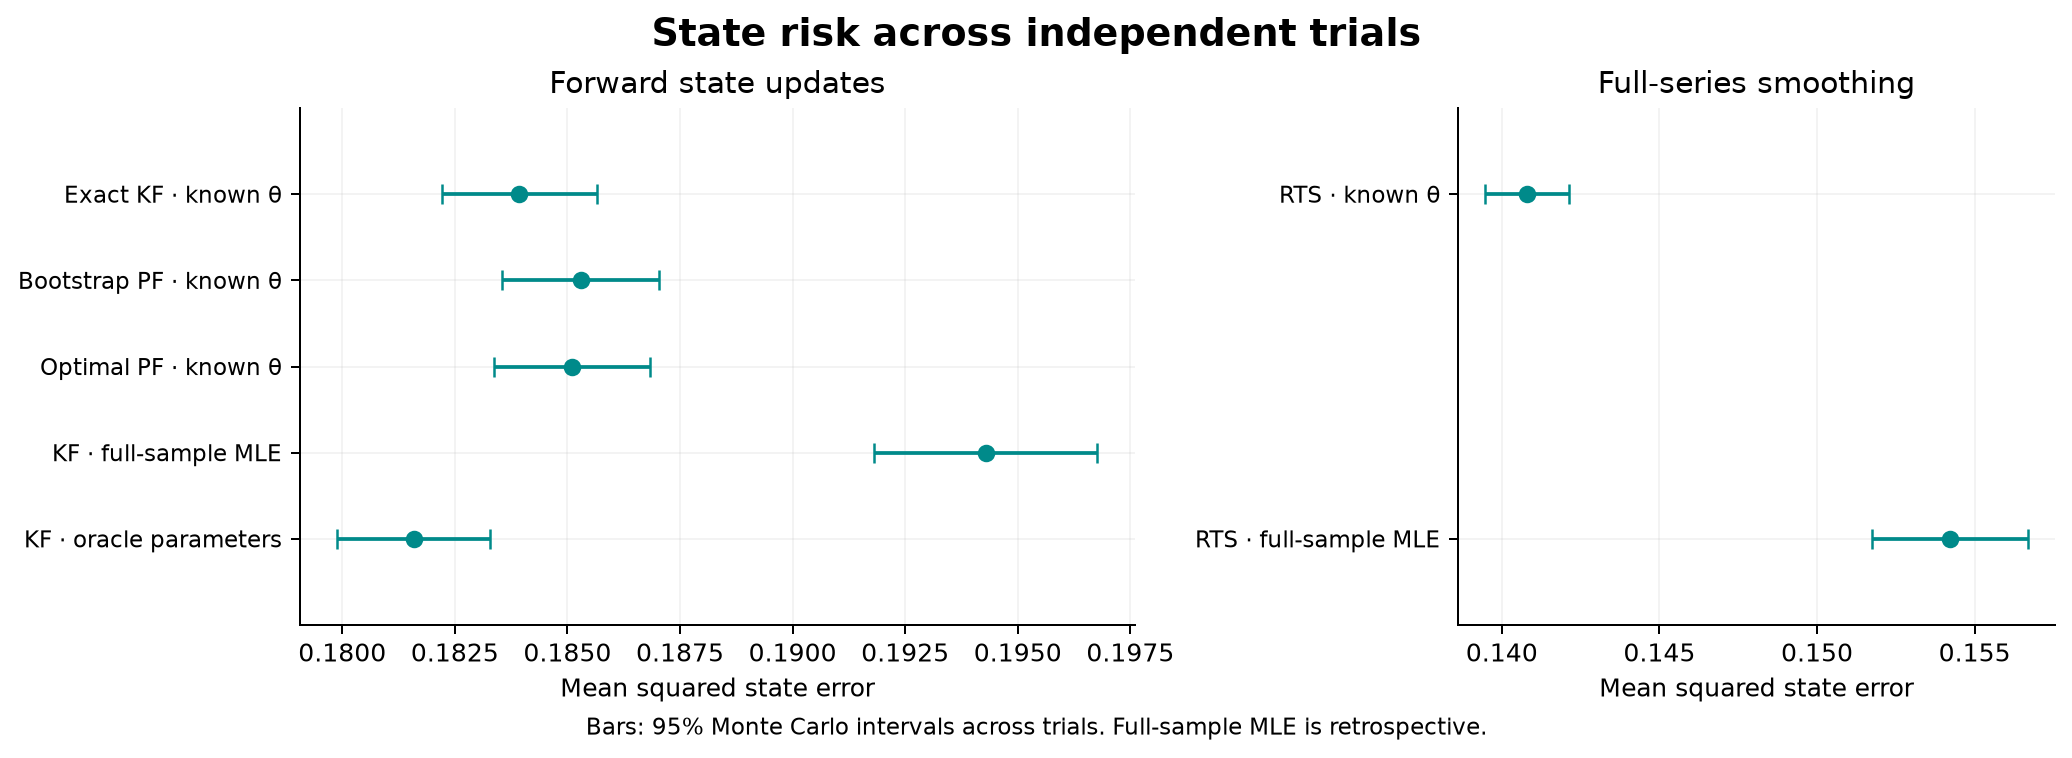 State risk across independent trials
Forward state updates
Exact KF · known θ
Bootstrap PF · known θ
Optimal PF · known θ
KF · full-sample MLE
KF · oracle parameters
0.1800 0.1825 0.1850 0.1875 0.1900 0.1925 0.1950 0.1975
Mean squared state error
Full-series smoothing
RTS · known θ
RTS · full-sample MLE
0.140 0.145 0.150 0.155
Mean squared state error
Bars: 95% Monte Carlo intervals across trials. Full-sample MLE is retrospective.